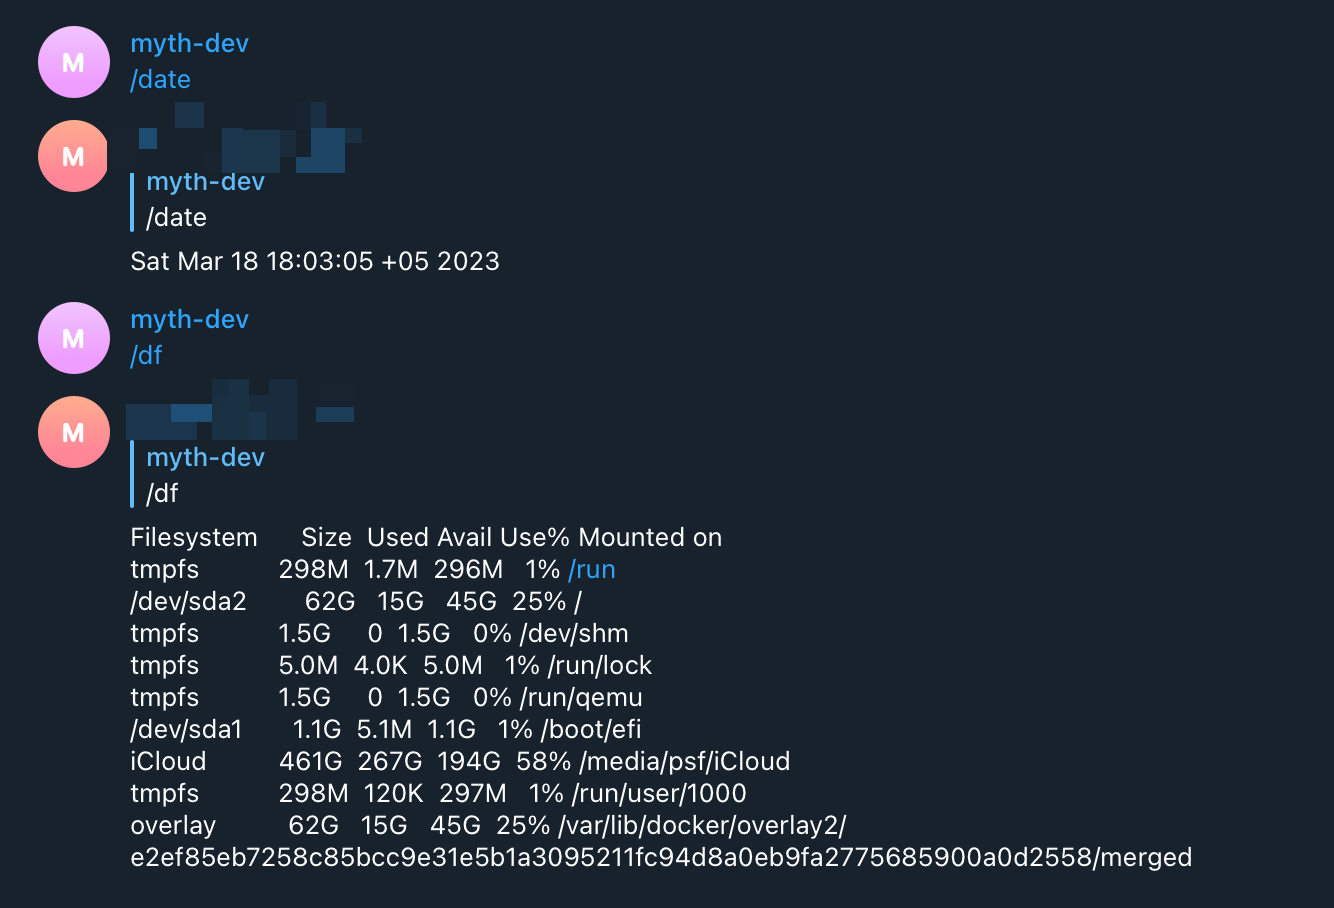 M
myth-dev
/date
M
myth-dev
/date
Sat Mar 18 18:03:05 +05 2023
M
myth-dev
/df
M
myth-dev
/df
Filesystem Size Used Avail Use% Mounted on
tmpfs 298M 1.7M 296M 1% /run
/dev/sda2 62G 15G 45G 25% /
tmpfs 1.5G 0 1.5G 0% /dev/shm
tmpfs 5.0M 4.0K 5.0M 1% /run/lock
tmpfs 1.5G 0 1.5G 0% /run/qemu
/dev/sda1 1.1G 5.1M 1.1G 1% /boot/efi
iCloud 461G 267G 194G 58% /media/psf/iCloud
tmpfs 298M 120K 297M 1% /run/user/1000
overlay 62G 15G 45G 25% /var/lib/docker/overlay2/
e2ef85eb7258c85bcc9e31e5b1a3095211fc94d8a0eb9fa2775685900a0d2558/merged